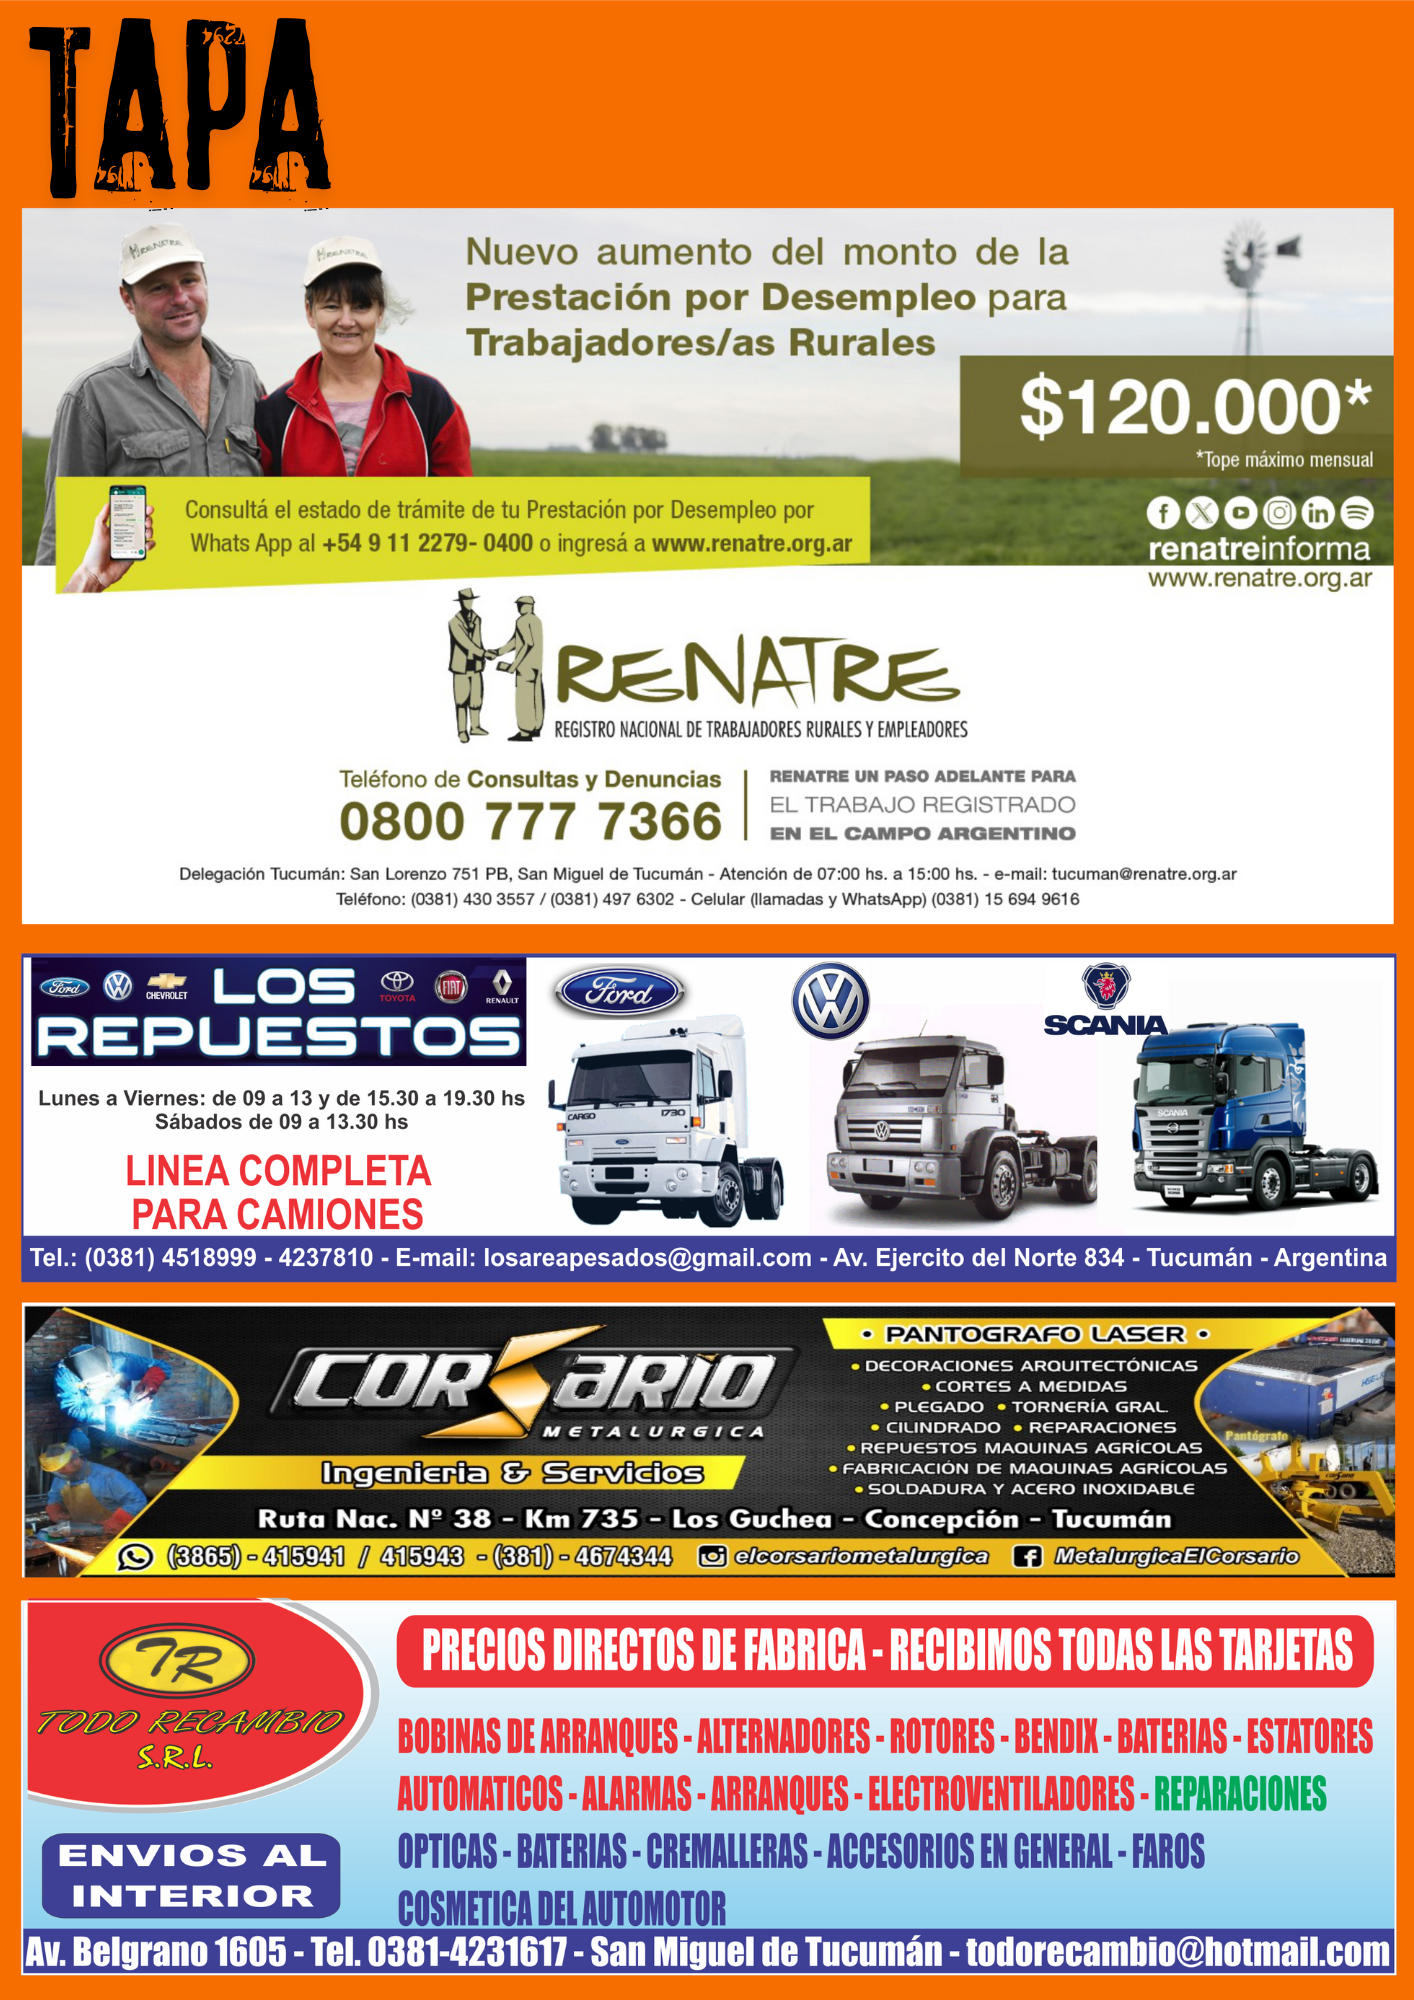 TAPA
RENATRE
RENATRE
Nuevo aumento del monto de la
Prestación por Desempleo para
Trabajadores/as Rurales
$120.000*
*Tope máximo mensual
Consultá el estado de trámite de tu Prestación por Desempleo por
Whats App al +54 9 11 2279- 0400 o ingresá a www.renatre.org.ar
renatreinforma
www.renatre.org.ar
RENATRE
REGISTRO NACIONAL DE TRABAJADORES RURALES Y EMPLEADORES
Teléfono de Consultas y Denuncias
0800 777 7366
RENATRE UN PASO ADELANTE PARA
EL TRABAJO REGISTRADO
EN EL CAMPO ARGENTINO
Delegación Tucumán: San Lorenzo 751 PB, San Miguel de Tucumán - Atención de 07:00 hs. a 15:00 hs. - e-mail: tucuman@renatre.org.ar
Teléfono: (0381) 430 3557 / (0381) 497 6302 - Celular (llamadas y WhatsApp) (0381) 15 694 9616
Ford CHEVROLET LOS TOYOTA FIAT RENAULT
REPUESTOS
Lunes a Viernes: de 09 a 13 y de 15.30 a 19.30 hs
Sábados de 09 a 13.30 hs
LINEA COMPLETA
PARA CAMIONES
Ford
CARGO 1730
SCANIA
SCANIA
Tel.: (0381) 4518999 - 4237810 - E-mail: losareapesados@gmail.com - Av. Ejercito del Norte 834 - Tucumán - Argentina
CORSARIO
METALURGICA
Ingenieria & Servicios
• PANTOGRAFO LASER •
• DECORACIONES ARQUITECTÓNICAS
• CORTES A MEDIDAS
• PLEGADO • TORNERÍA GRAL.
• CILINDRADO • REPARACIONES
• REPUESTOS MAQUINAS AGRÍCOLAS
• FABRICACIÓN DE MAQUINAS AGRÍCOLAS
• SOLDADURA Y ACERO INOXIDABLE
Pantógrafo
Ruta Nac. Nº 38 - Km 735 - Los Guchea - Concepción - Tucumán
(3865) - 415941 / 415943 - (381) - 4674344 elcorsariometalurgica MetalurgicaElCorsario
TR
TODO RECAMBIO
S.R.L.
ENVIOS AL
INTERIOR
PRECIOS DIRECTOS DE FABRICA - RECIBIMOS TODAS LAS TARJETAS
BOBINAS DE ARRANQUES - ALTERNADORES - ROTORES - BENDIX - BATERIAS - ESTATORES
AUTOMATICOS - ALARMAS - ARRANQUES - ELECTROVENTILADORES - REPARACIONES
OPTICAS - BATERIAS - CREMALLERAS - ACCESORIOS EN GENERAL - FAROS
COSMETICA DEL AUTOMOTOR
Av. Belgrano 1605 - Tel. 0381-4231617 - San Miguel de Tucumán - todorecambio@hotmail.com